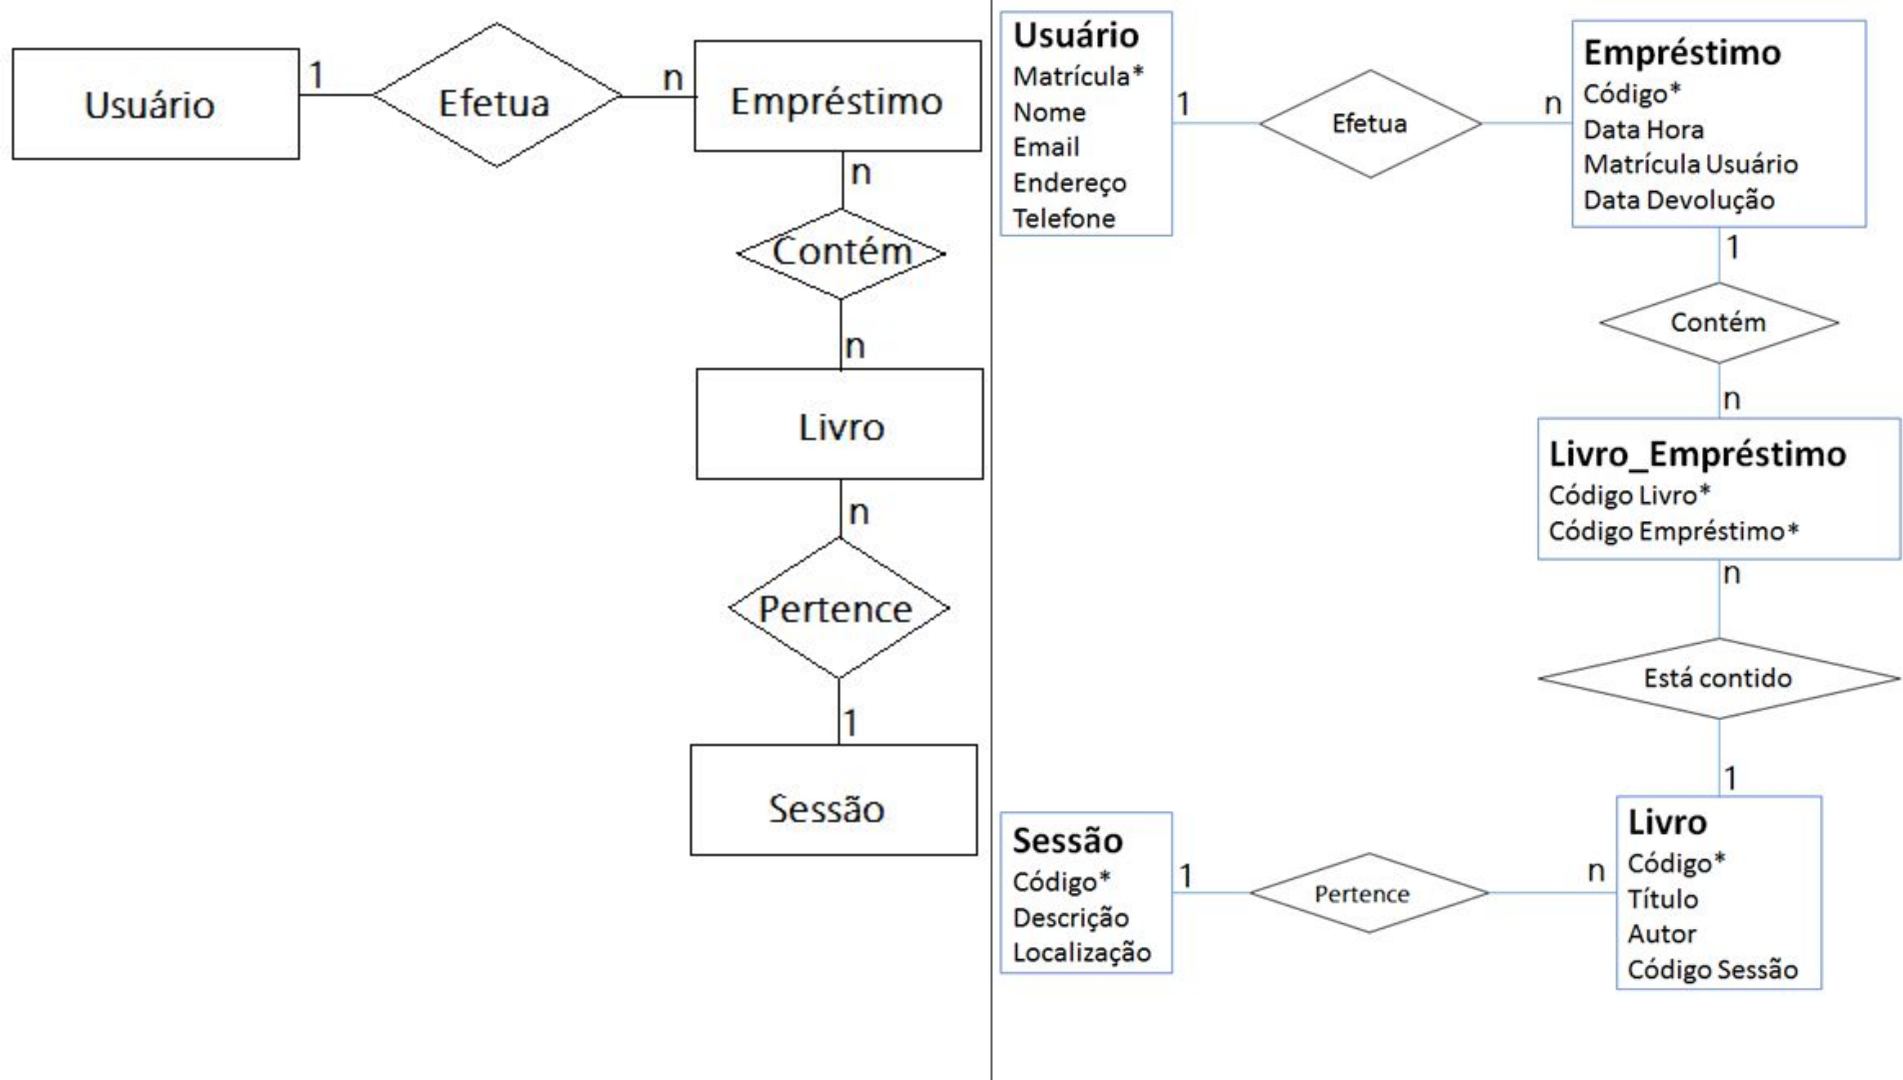 Usuário
1
Efetua
n
Empréstimo
n
Contém
n
Livro
n
Pertence
1
Sessão
Usuário
Matrícula*
Nome
Email
Endereço
Telefone
1
Efetua
n
Empréstimo
Código*
Data Hora
Matrícula Usuário
Data Devolução
1
Contém
n
Livro_Empréstimo
Código Livro*
Código Empréstimo*
n
Está contido
1
Livro
Código*
Título
Autor
Código Sessão
n
Pertence
1
Sessão
Código*
Descrição
Localização